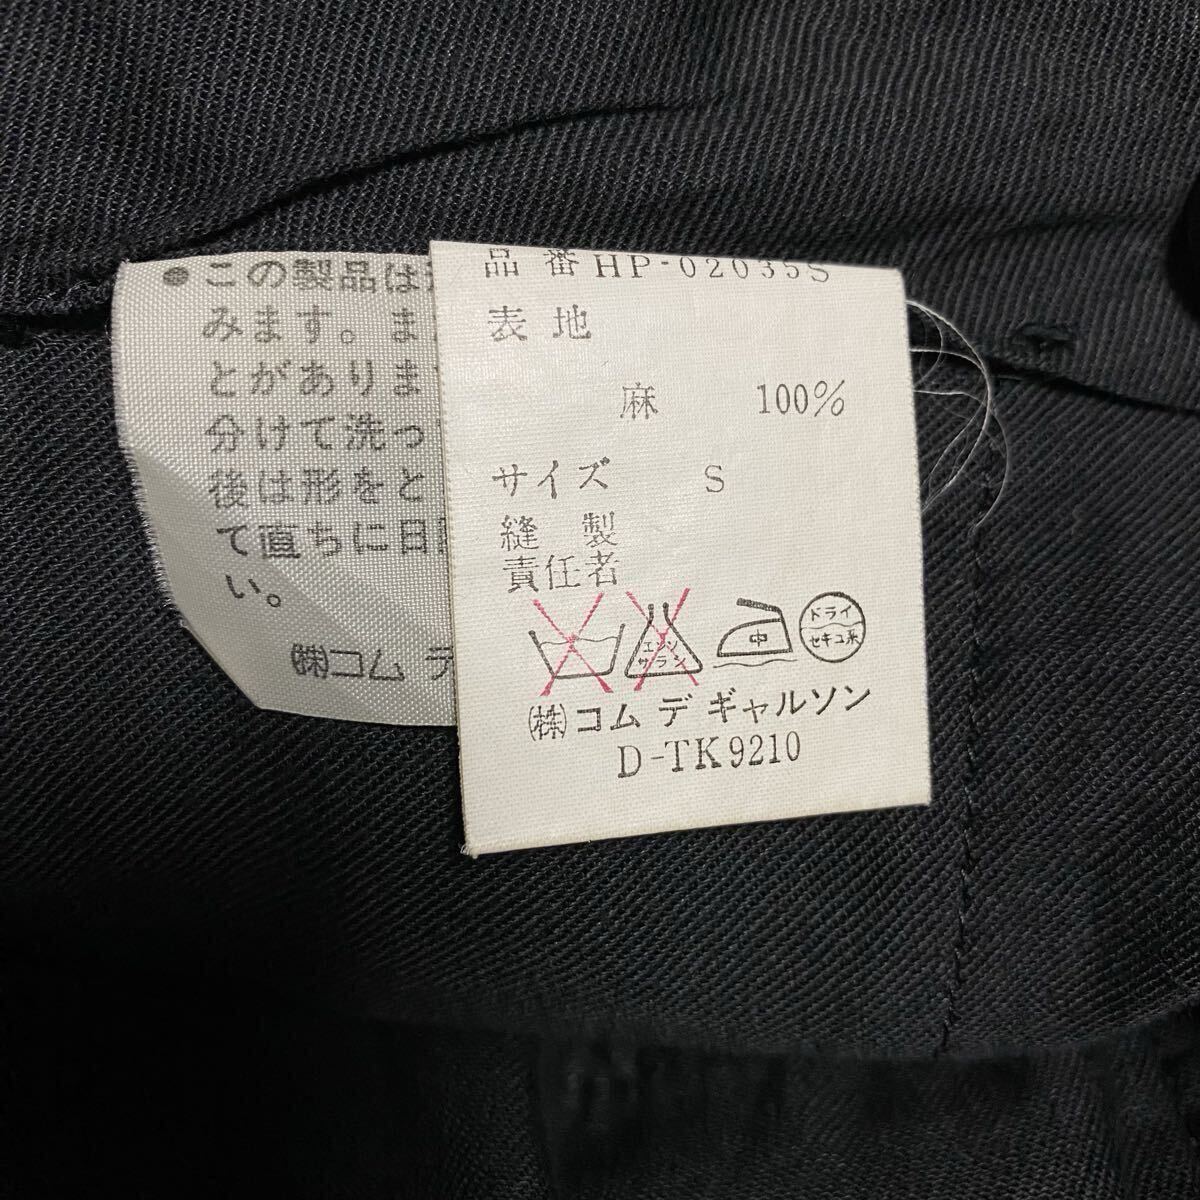 ●この製品は
みます。ま
とがありま
分けて洗っ
後は形をと
て直ちに日
い。
㈱コム デ
品番 HP-02035S
表地
麻 100%
サイズ S
縫製
責任者
エンソ
サラシ
中
ドライ
セキユ系
㈱コム デ ギャルソン
D-TK9210